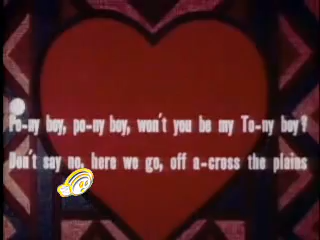 Po-ny boy, po-ny boy, won't you be my To-ny boy?
Don't say no, here we go, off a-cross the plains